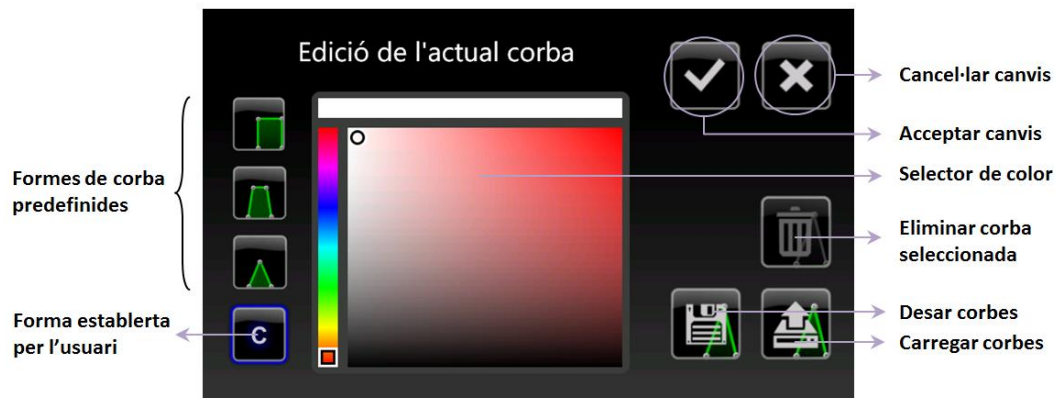 Edició de l'actual corba
Cancel·lar canvis
Acceptar canvis
Selector de color
Formes de corba
predefinides
Eliminar corba
seleccionada
Forma establerta
per l’usuari
C
Desar corbes
Carregar corbes